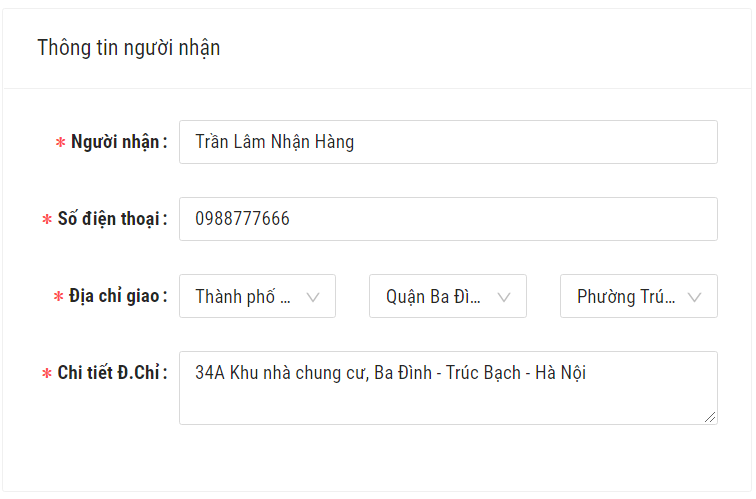 Thông tin người nhận
* Người nhận: Trần Lâm Nhận Hàng
* Số điện thoại: 0988777666
* Địa chỉ giao: Thành phố ... Quận Ba Đì... Phường Trú...
* Chi tiết Đ.Chỉ: 34A Khu nhà chung cư, Ba Đình - Trúc Bạch - Hà Nội